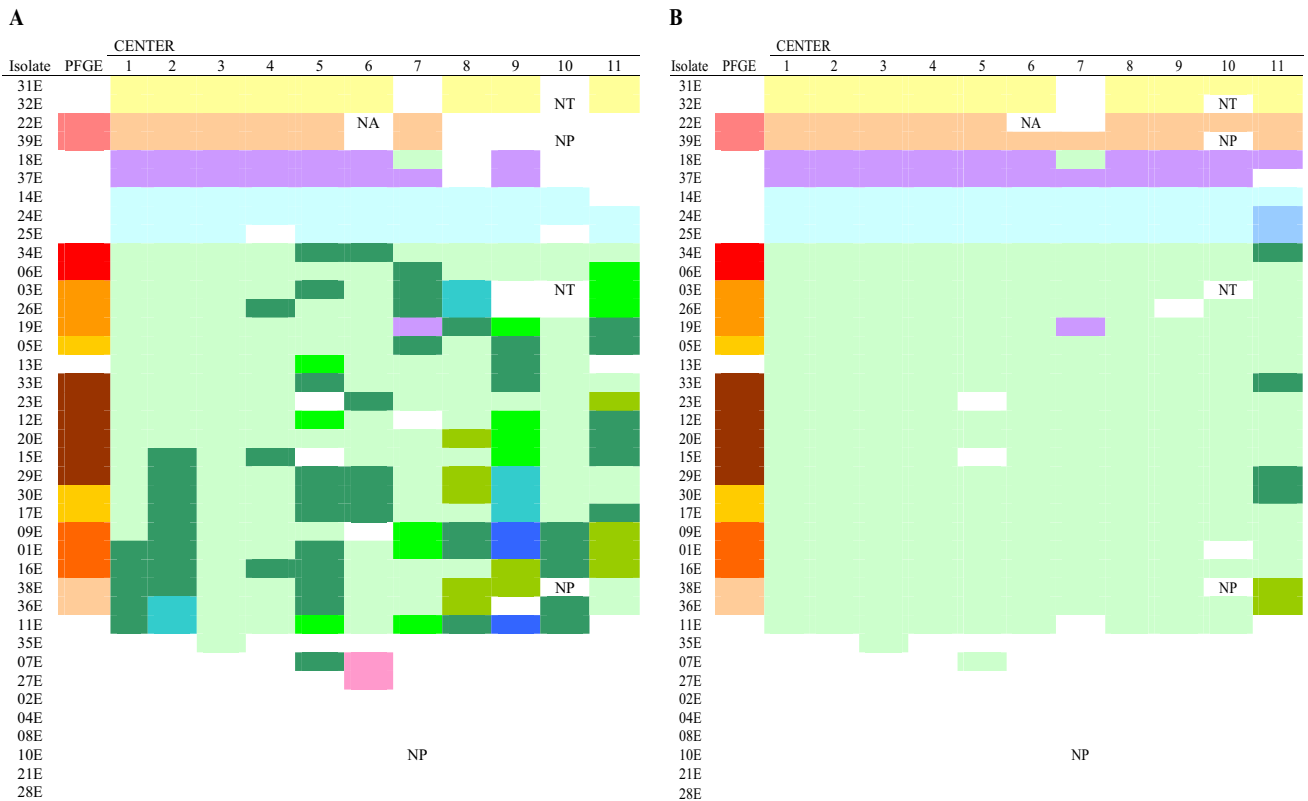 A B
CENTER CENTER
Isolate PFGE 1 2 3 4 5 6 7 8 9 10 11 Isolate PFGE 1 2 3 4 5 6 7 8 9 10 11
31E 31E
32E NT 32E NT
22E NA 22E NA
39E NP 39E NP
18E 18E
37E 37E
14E 14E
24E 24E
25E 25E
34E 34E
06E 06E
03E NT 03E NT
26E 26E
19E 19E
05E 05E
13E 13E
33E 33E
23E 23E
12E 12E
20E 20E
15E 15E
29E 29E
30E 30E
17E 17E
09E 09E
01E 01E
16E 16E
38E NP 38E NP
36E 36E
11E 11E
35E 35E
07E 07E
27E 27E
02E 02E
04E 04E
08E 08E
10E NP 10E NP
21E 21E
28E 28E